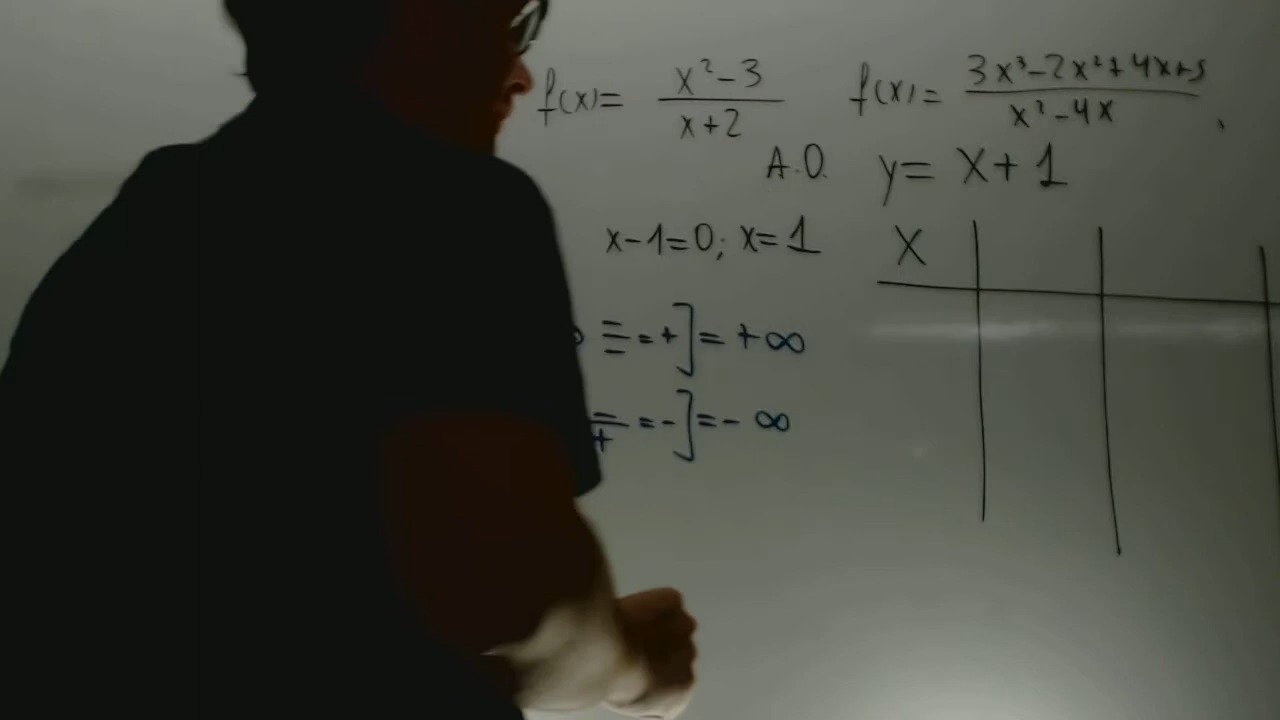 f(x)= x²-3 / x+2
f(x)= 3x³-2x²+4x+5 / x²-4x
A.O. y= x+1
x-1=0; x=1
X
= +] = +∞
= -] = - ∞